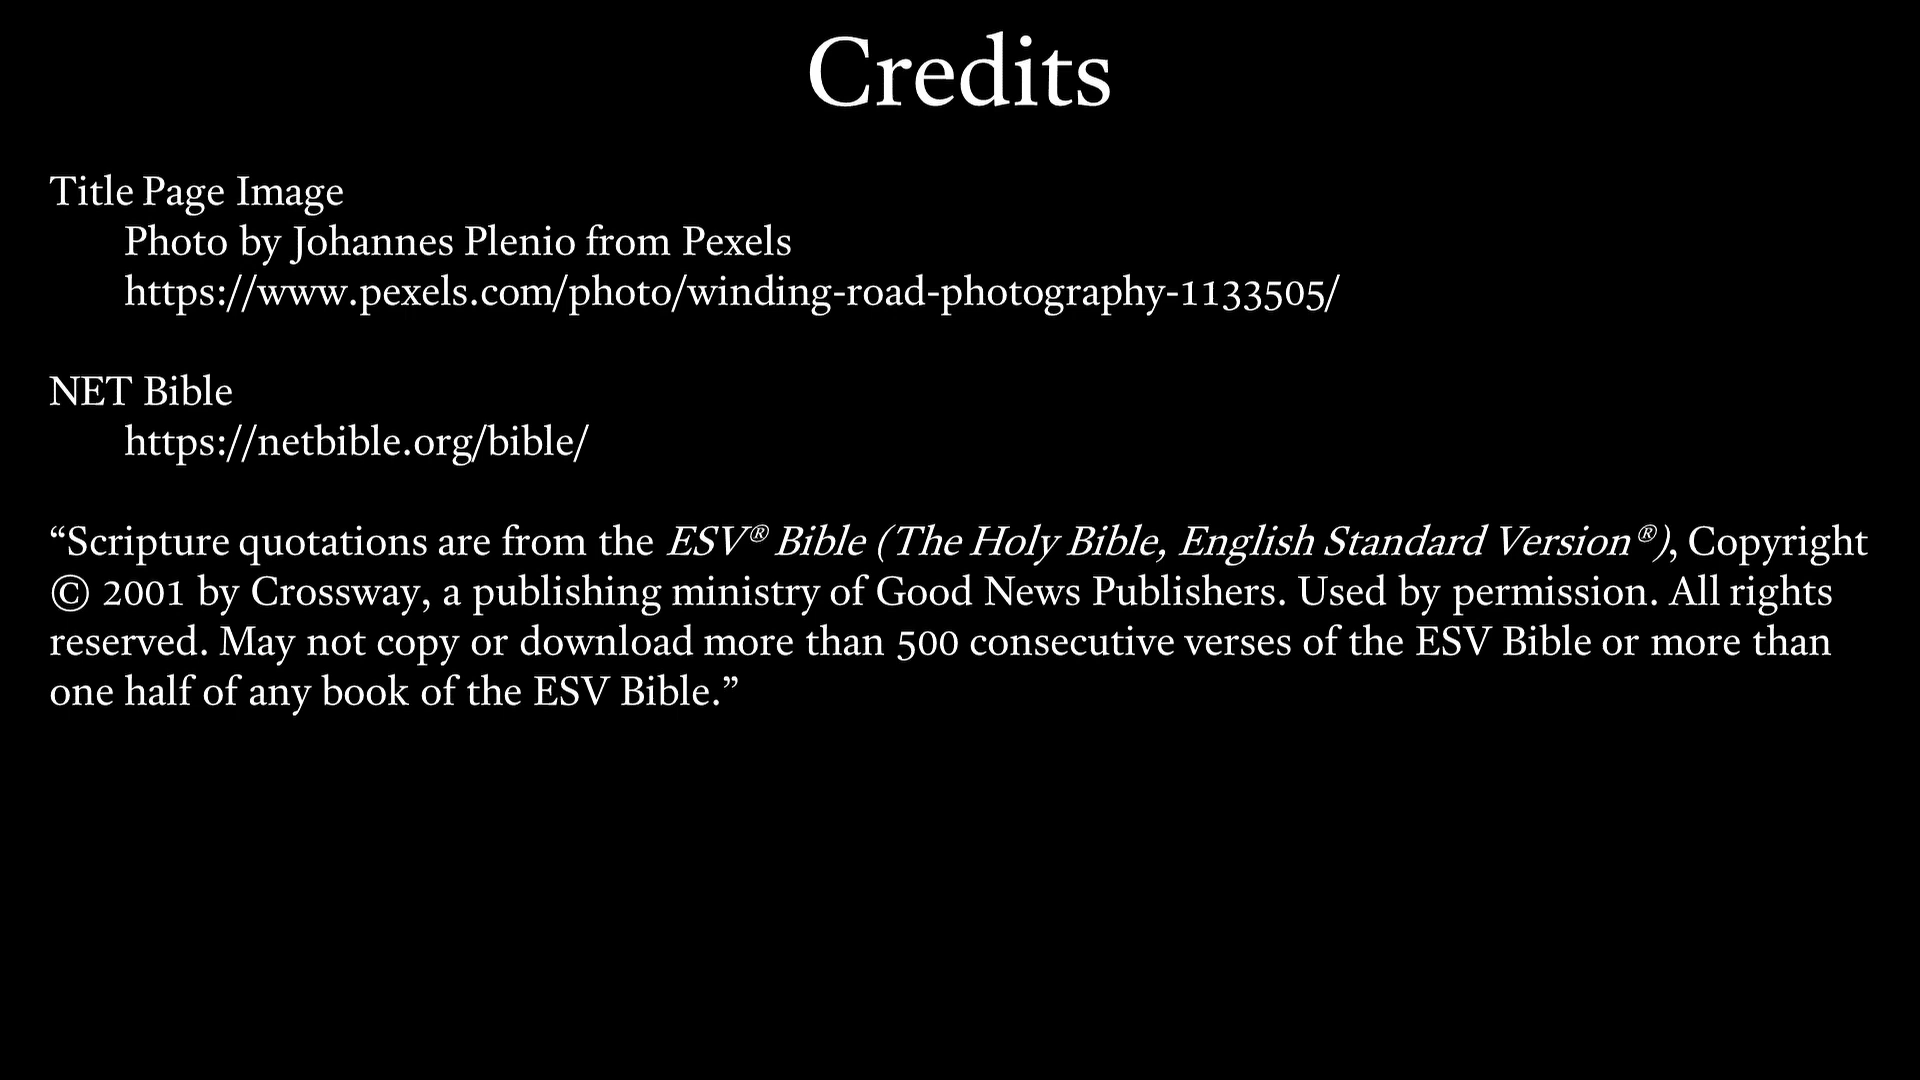 Credits
Title Page Image
Photo by Johannes Plenio from Pexels
https://www.pexels.com/photo/winding-road-photography-1133505/
NET Bible
https://netbible.org/bible/
“Scripture quotations are from the ESV® Bible (The Holy Bible, English Standard Version®), Copyright
© 2001 by Crossway, a publishing ministry of Good News Publishers. Used by permission. All rights
reserved. May not copy or download more than 500 consecutive verses of the ESV Bible or more than
one half of any book of the ESV Bible.”